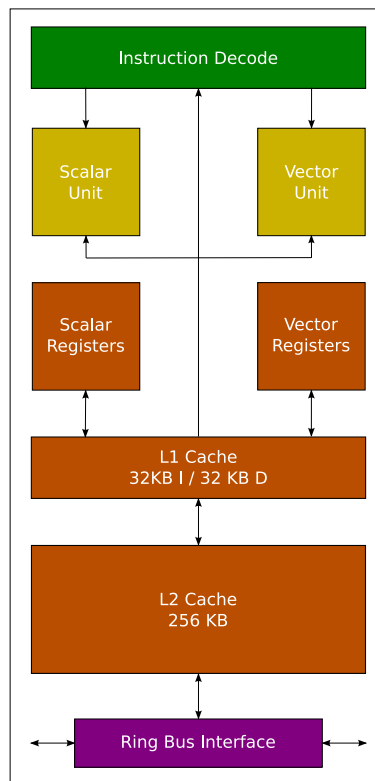 Instruction Decode
Scalar
Unit
Vector
Unit
Scalar
Registers
Vector
Registers
L1 Cache
32KB I / 32 KB D
L2 Cache
256 KB
Ring Bus Interface